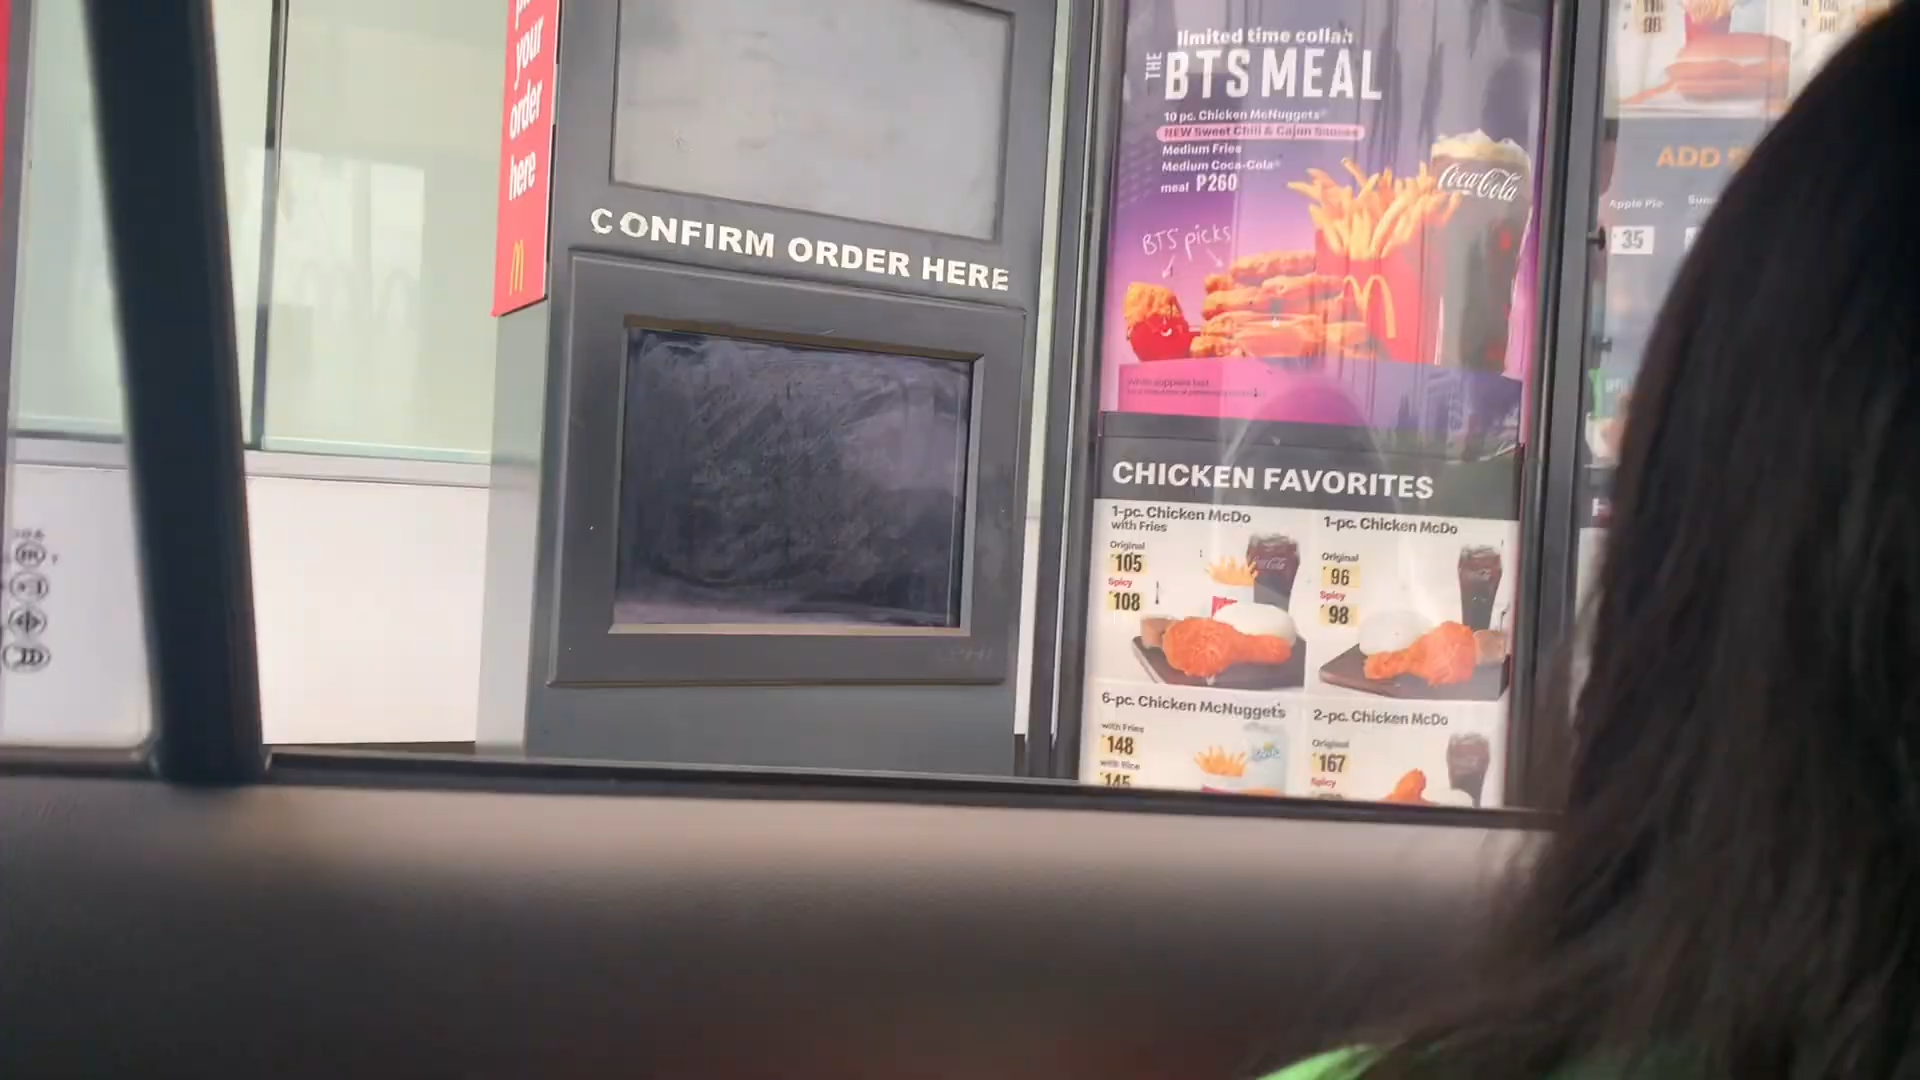 your
order
here
CONFIRM ORDER HERE
limited time collab
THE
BTS MEAL
10 pc. Chicken McNuggets®
NEW Sweet Chili & Cajun Sauces
Medium Fries
Medium Coca-Cola®
meal P260
BTS picks
Coca-Cola
While supplies last
CHICKEN FAVORITES
1-pc. Chicken McDo
with Fries
Original
105
Spicy
108
1-pc. Chicken McDo
Original
96
Spicy
98
6-pc. Chicken McNuggets
with Fries
148
with Rice
145
2-pc. Chicken McDo
Original
167
Spicy
ADD
Apple Pie
35